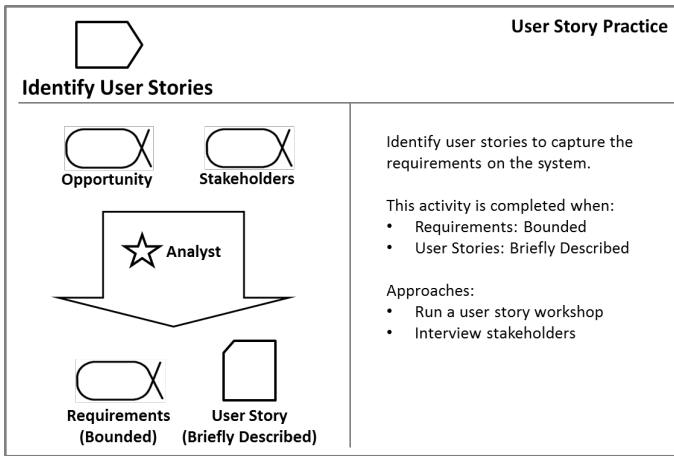 User Story Practice
Identify User Stories
Opportunity
Stakeholders
Analyst
Requirements
(Bounded)
User Story
(Briefly Described)
Identify user stories to capture the
requirements on the system.
This activity is completed when:
• Requirements: Bounded
• User Stories: Briefly Described
Approaches:
• Run a user story workshop
• Interview stakeholders